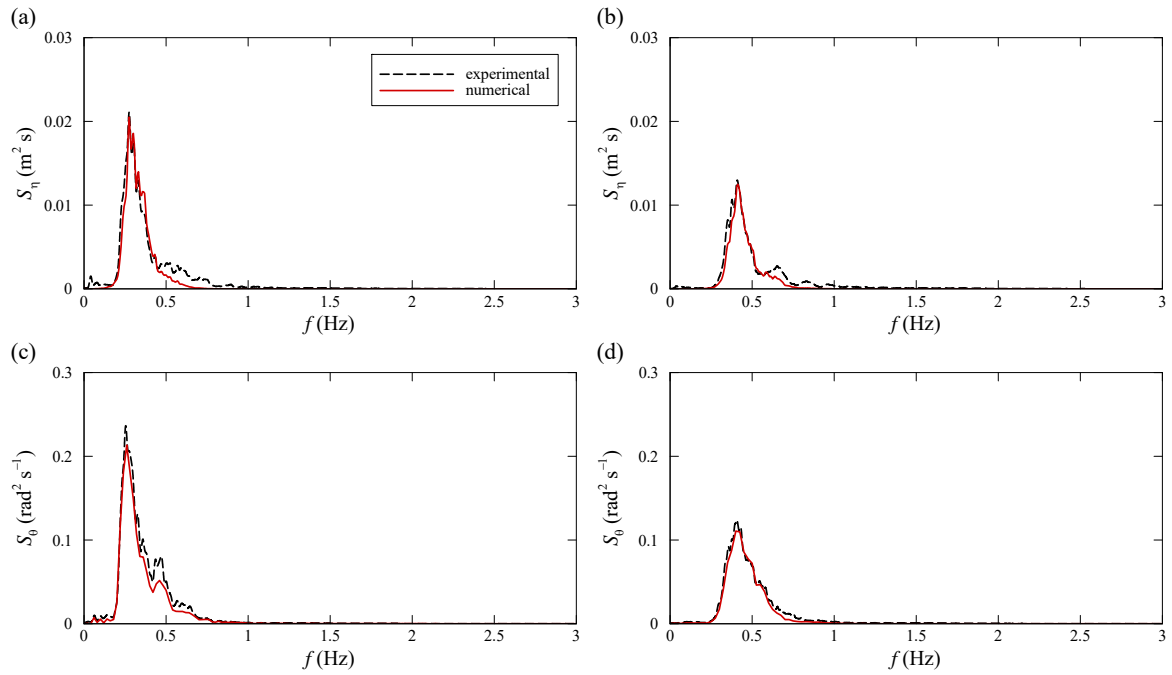 (a)
0.03
0.02
0.01
0
S_η (m² s)
experimental
numerical
0 0.5 1 1.5 2 2.5 3
f (Hz)
(b)
0.03
0.02
0.01
0
S_η (m² s)
0 0.5 1 1.5 2 2.5 3
f (Hz)
(c)
0.3
0.2
0.1
0
S_θ (rad² s⁻¹)
0 0.5 1 1.5 2 2.5 3
f (Hz)
(d)
0.3
0.2
0.1
0
S_θ (rad² s⁻¹)
0 0.5 1 1.5 2 2.5 3
f (Hz)